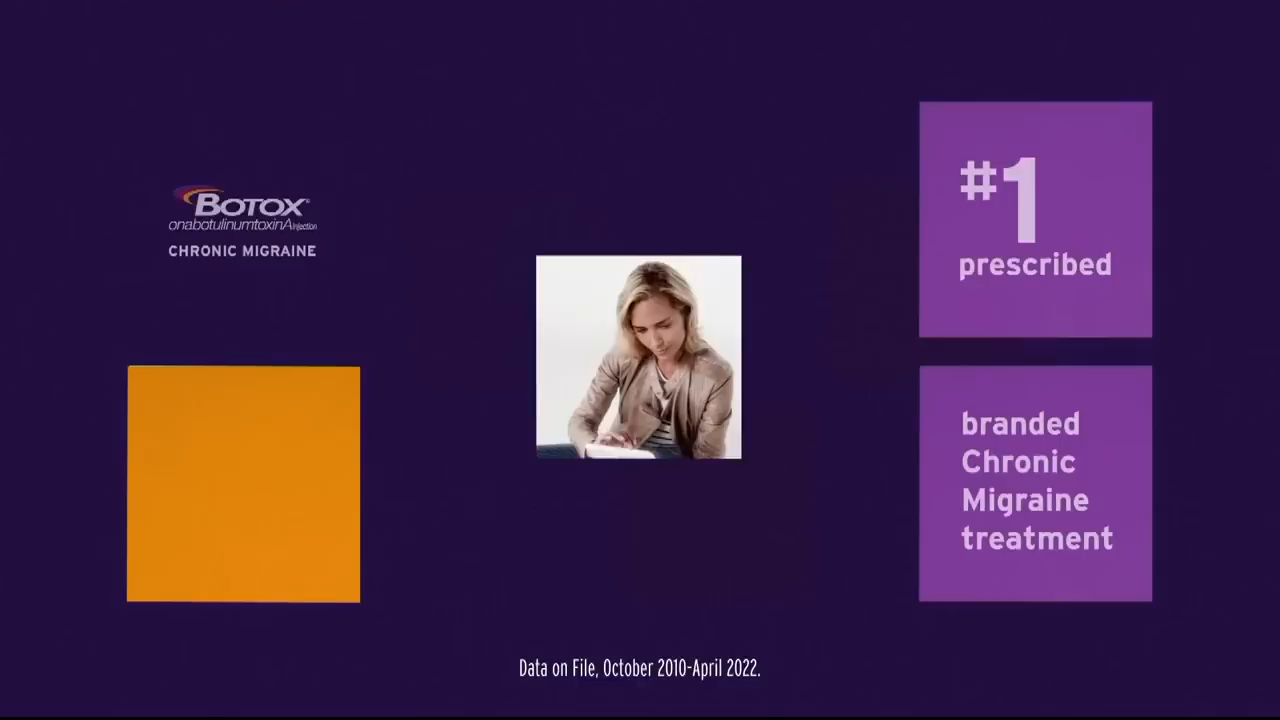 BOTOX®
onabotulinumtoxinA injection
CHRONIC MIGRAINE
#1
prescribed
branded
Chronic
Migraine
treatment
Data on File, October 2010-April 2022.